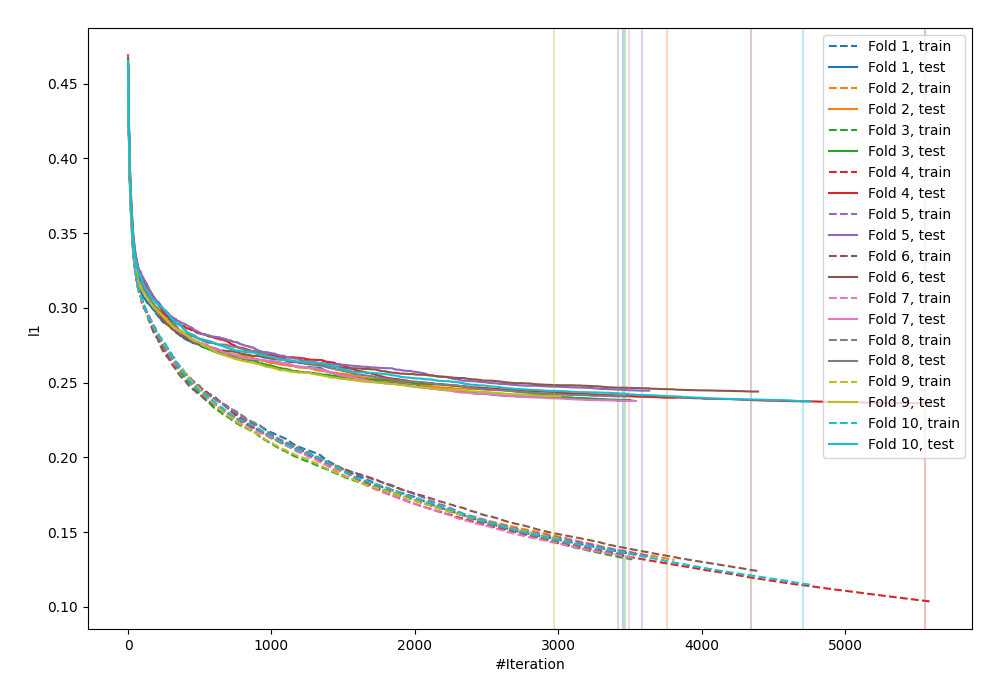 0.45
0.40
0.35
0.30
0.25
0.20
0.15
0.10
l1
0
1000
2000
3000
4000
5000
#Iteration
Fold 1, train
Fold 1, test
Fold 2, train
Fold 2, test
Fold 3, train
Fold 3, test
Fold 4, train
Fold 4, test
Fold 5, train
Fold 5, test
Fold 6, train
Fold 6, test
Fold 7, train
Fold 7, test
Fold 8, train
Fold 8, test
Fold 9, train
Fold 9, test
Fold 10, train
Fold 10, test